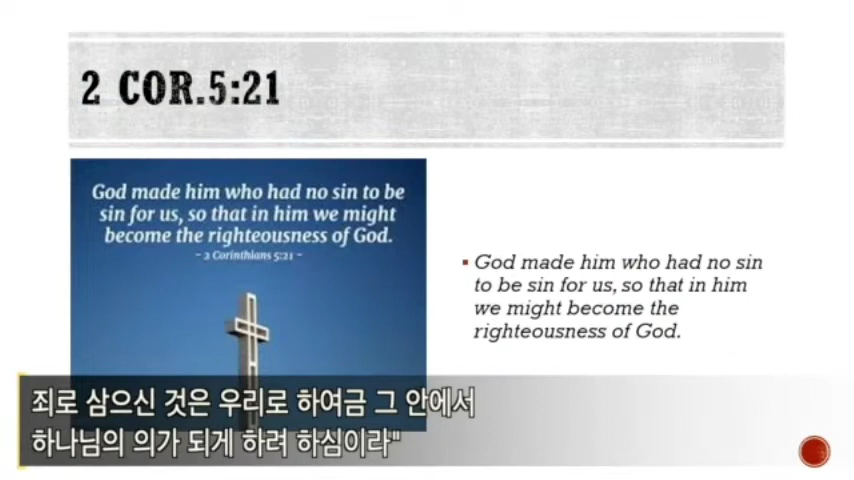 2 COR.5:21
God made him who had no sin to be
sin for us, so that in him we might
become the righteousness of God.
~ 2 Corinthians 5:21 ~
▪ God made him who had no sin
to be sin for us, so that in him
we might become the
righteousness of God.
죄로 삼으신 것은 우리로 하여금 그 안에서
하나님의 의가 되게 하려 하심이라"